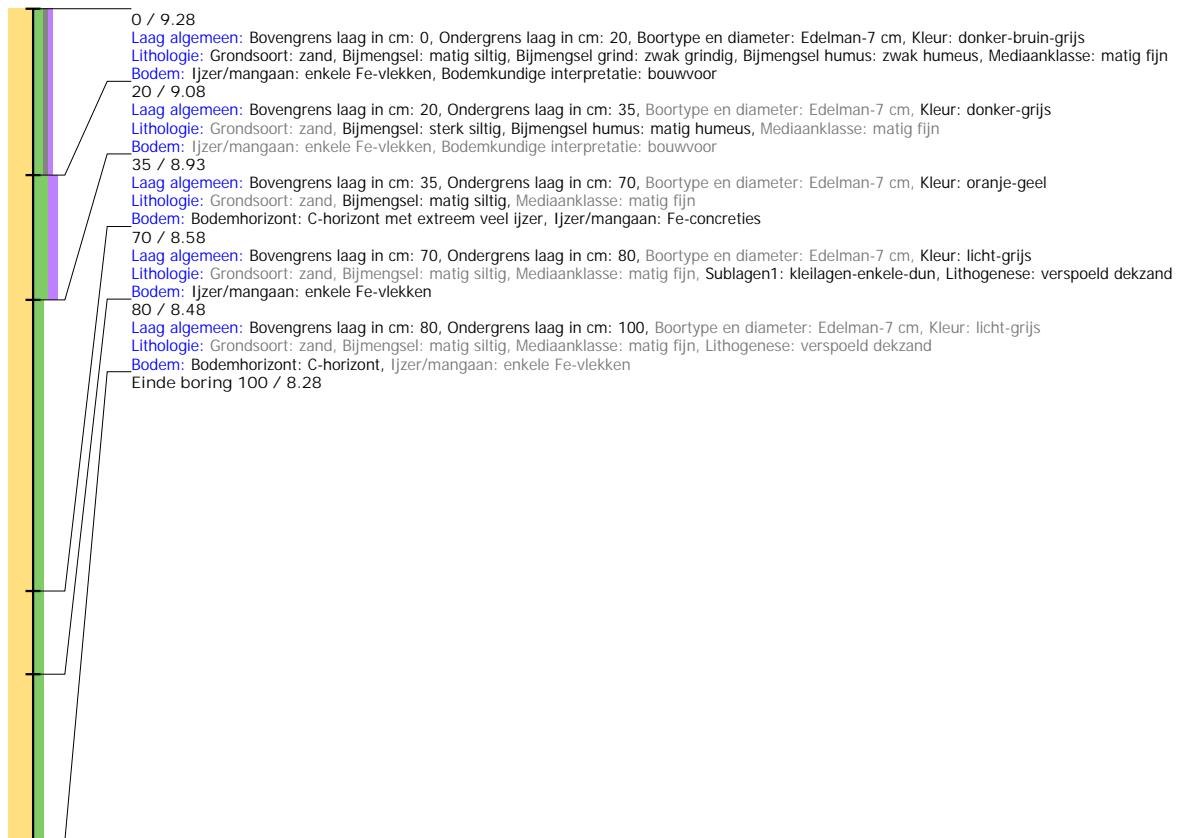 0 / 9.28
Laag algemeen: Bovengrens laag in cm: 0, Ondergrens laag in cm: 20, Boortype en diameter: Edelman-7 cm, Kleur: donker-bruin-grijs
Lithologie: Grondsoort: zand, Bijmengsel: matig siltig, Bijmengsel grind: zwak grindig, Bijmengsel humus: zwak humeus, Mediaanklasse: matig fijn
Bodem: Ijzer/mangaan: enkele Fe-vlekken, Bodemkundige interpretatie: bouwvoor
20 / 9.08
Laag algemeen: Bovengrens laag in cm: 20, Ondergrens laag in cm: 35, Boortype en diameter: Edelman-7 cm, Kleur: donker-grijs
Lithologie: Grondsoort: zand, Bijmengsel: sterk siltig, Bijmengsel humus: matig humeus, Mediaanklasse: matig fijn
Bodem: Ijzer/mangaan: enkele Fe-vlekken, Bodemkundige interpretatie: bouwvoor
35 / 8.93
Laag algemeen: Bovengrens laag in cm: 35, Ondergrens laag in cm: 70, Boortype en diameter: Edelman-7 cm, Kleur: oranje-geel
Lithologie: Grondsoort: zand, Bijmengsel: matig siltig, Mediaanklasse: matig fijn
Bodem: Bodemhorizont: C-horizont met extreem veel ijzer, Ijzer/mangaan: Fe-concreties
70 / 8.58
Laag algemeen: Bovengrens laag in cm: 70, Ondergrens laag in cm: 80, Boortype en diameter: Edelman-7 cm, Kleur: licht-grijs
Lithologie: Grondsoort: zand, Bijmengsel: matig siltig, Mediaanklasse: matig fijn, Sublagen1: kleilagen-enkele-dun, Lithogenese: verspoeld dekzand
Bodem: Ijzer/mangaan: enkele Fe-vlekken
80 / 8.48
Laag algemeen: Bovengrens laag in cm: 80, Ondergrens laag in cm: 100, Boortype en diameter: Edelman-7 cm, Kleur: licht-grijs
Lithologie: Grondsoort: zand, Bijmengsel: matig siltig, Mediaanklasse: matig fijn, Lithogenese: verspoeld dekzand
Bodem: Bodemhorizont: C-horizont, Ijzer/mangaan: enkele Fe-vlekken
Einde boring 100 / 8.28